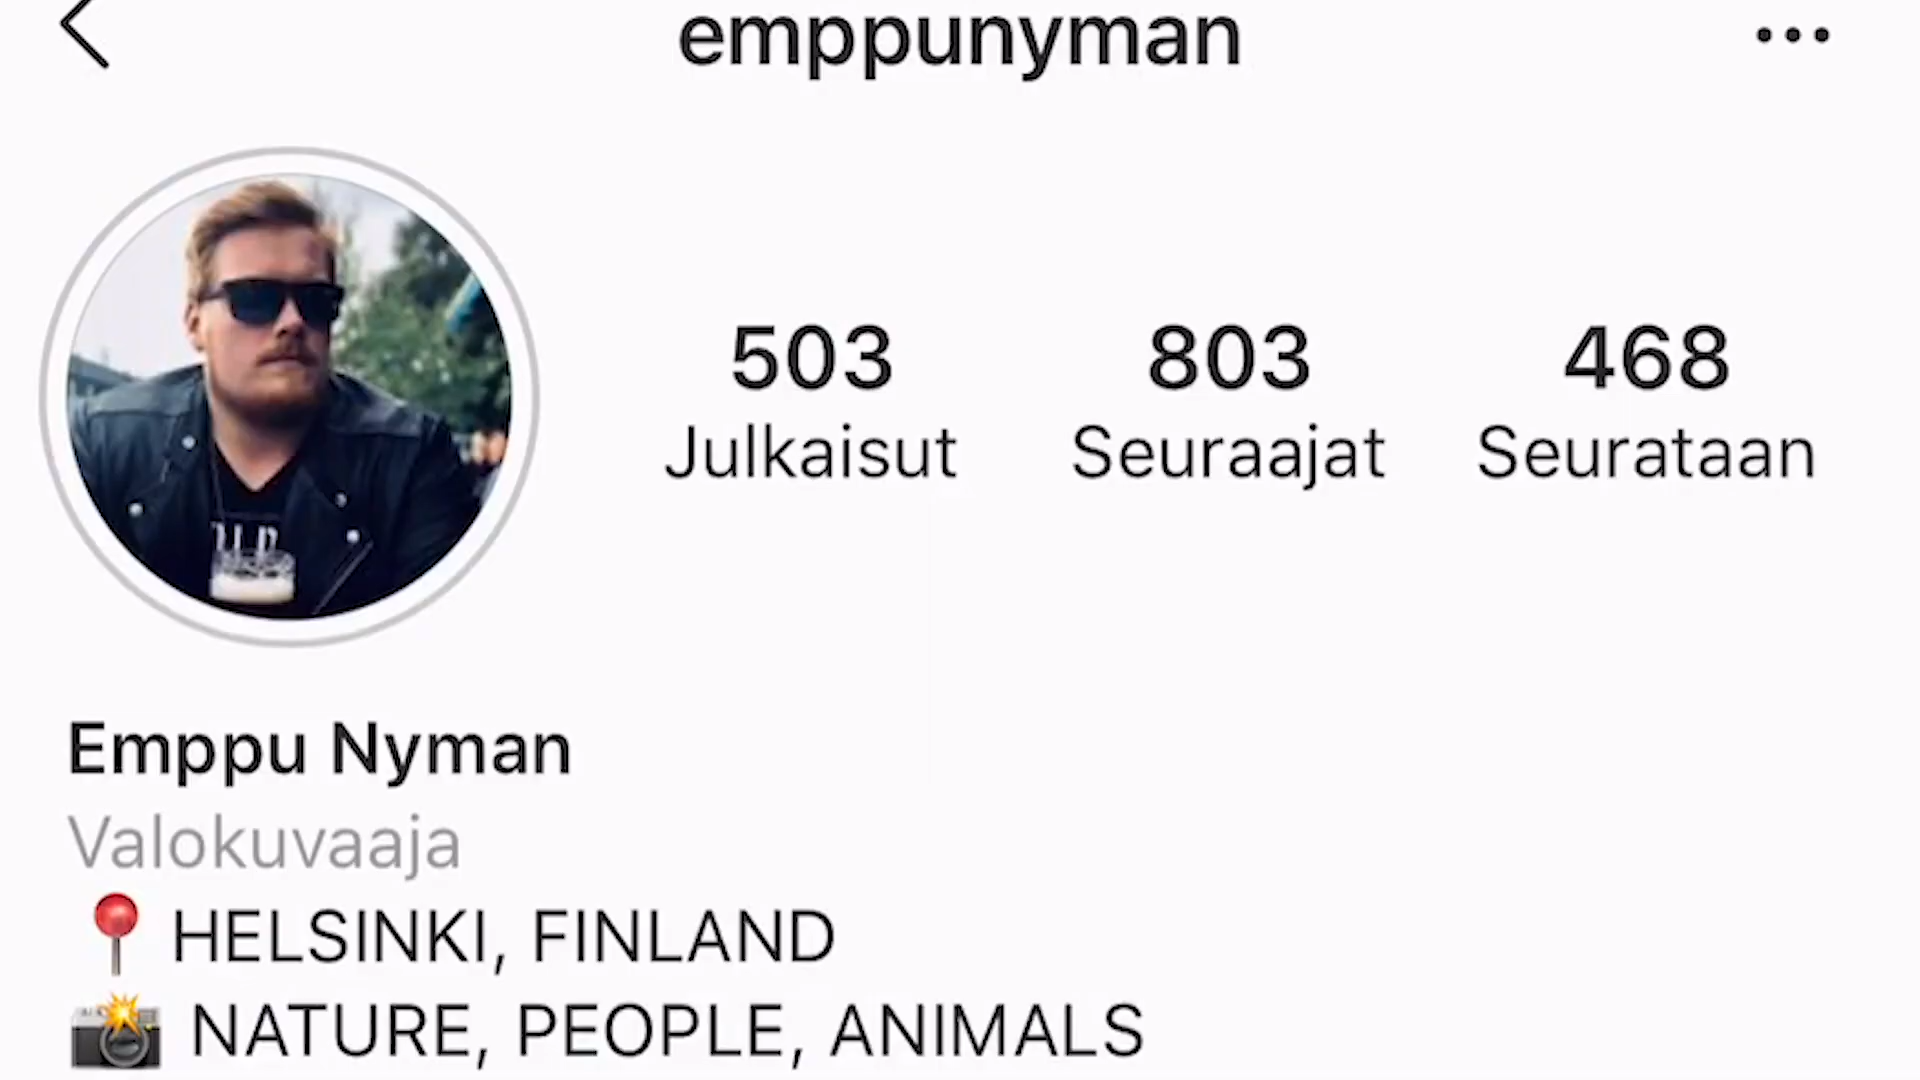 emppunyman
503 803 468
Julkaisut Seuraajat Seurataan
Emppu Nyman
Valokuvaaja
HELSINKI, FINLAND
NATURE, PEOPLE, ANIMALS